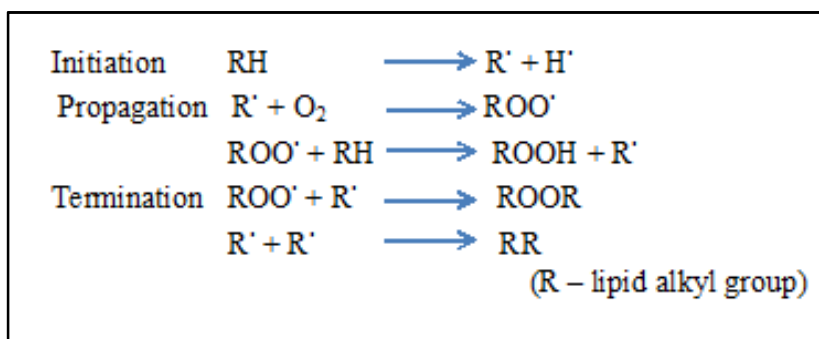 Initiation RH → R˙ + H˙
Propagation R˙ + O₂ → ROO˙
ROO˙ + RH → ROOH + R˙
Termination ROO˙ + R˙ → ROOR
R˙ + R˙ → RR
(R – lipid alkyl group)